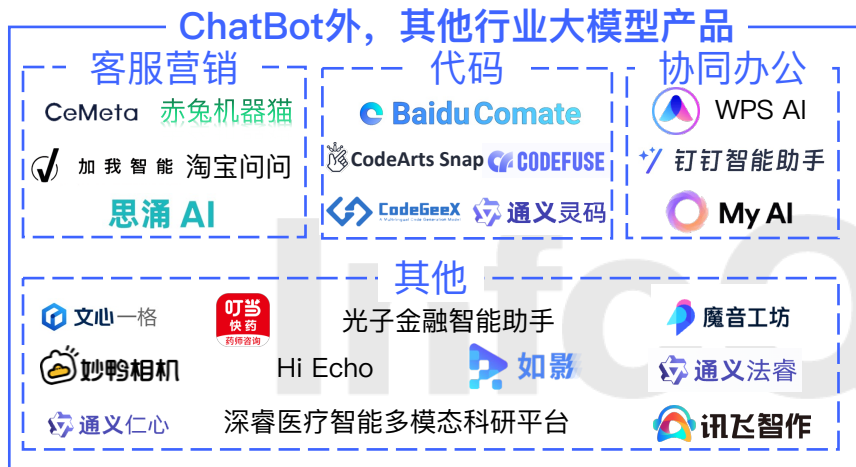 ChatBot外，其他行业大模型产品
客服营销
CeMeta 赤兔机器猫
加我智能 淘宝问问
思涌 AI
代码
Baidu Comate
CodeArts Snap CODEFUSE
CodeGeeX 通义灵码
协同办公
WPS AI
钉钉智能助手
My AI
其他
文心一格 叮当快药 药师咨询 光子金融智能助手 魔音工坊
妙鸭相机 Hi Echo 如影 通义法睿
通义仁心 深睿医疗智能多模态科研平台 讯飞智作
InfoQ